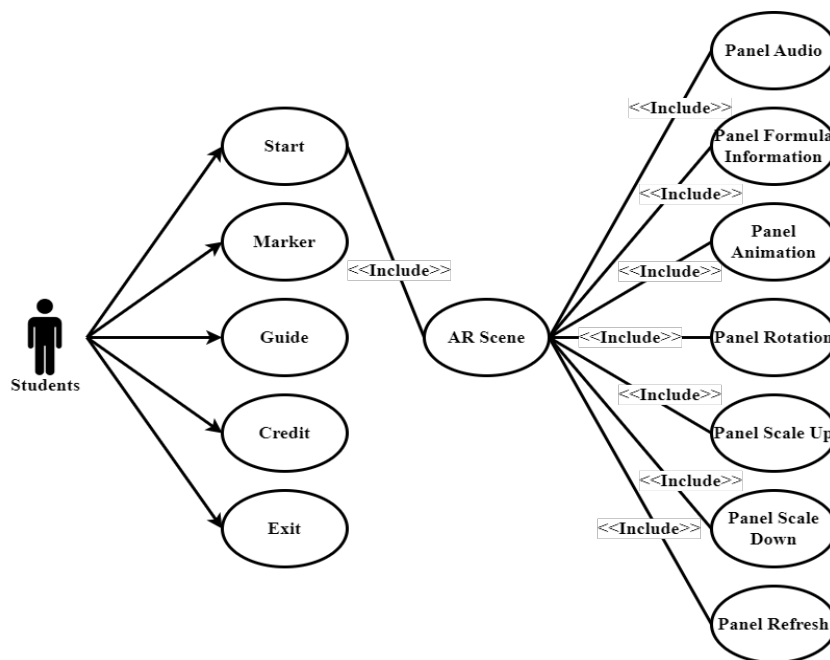 Students
Start
Marker
Guide
Credit
Exit
<<Include>>
AR Scene
<<Include>>
<<Include>>
<<Include>>
<<Include>>
<<Include>>
<<Include>>
<<Include>>
Panel Audio
Panel Formula
Information
Panel
Animation
Panel Rotation
Panel Scale Up
Panel Scale
Down
Panel Refresh